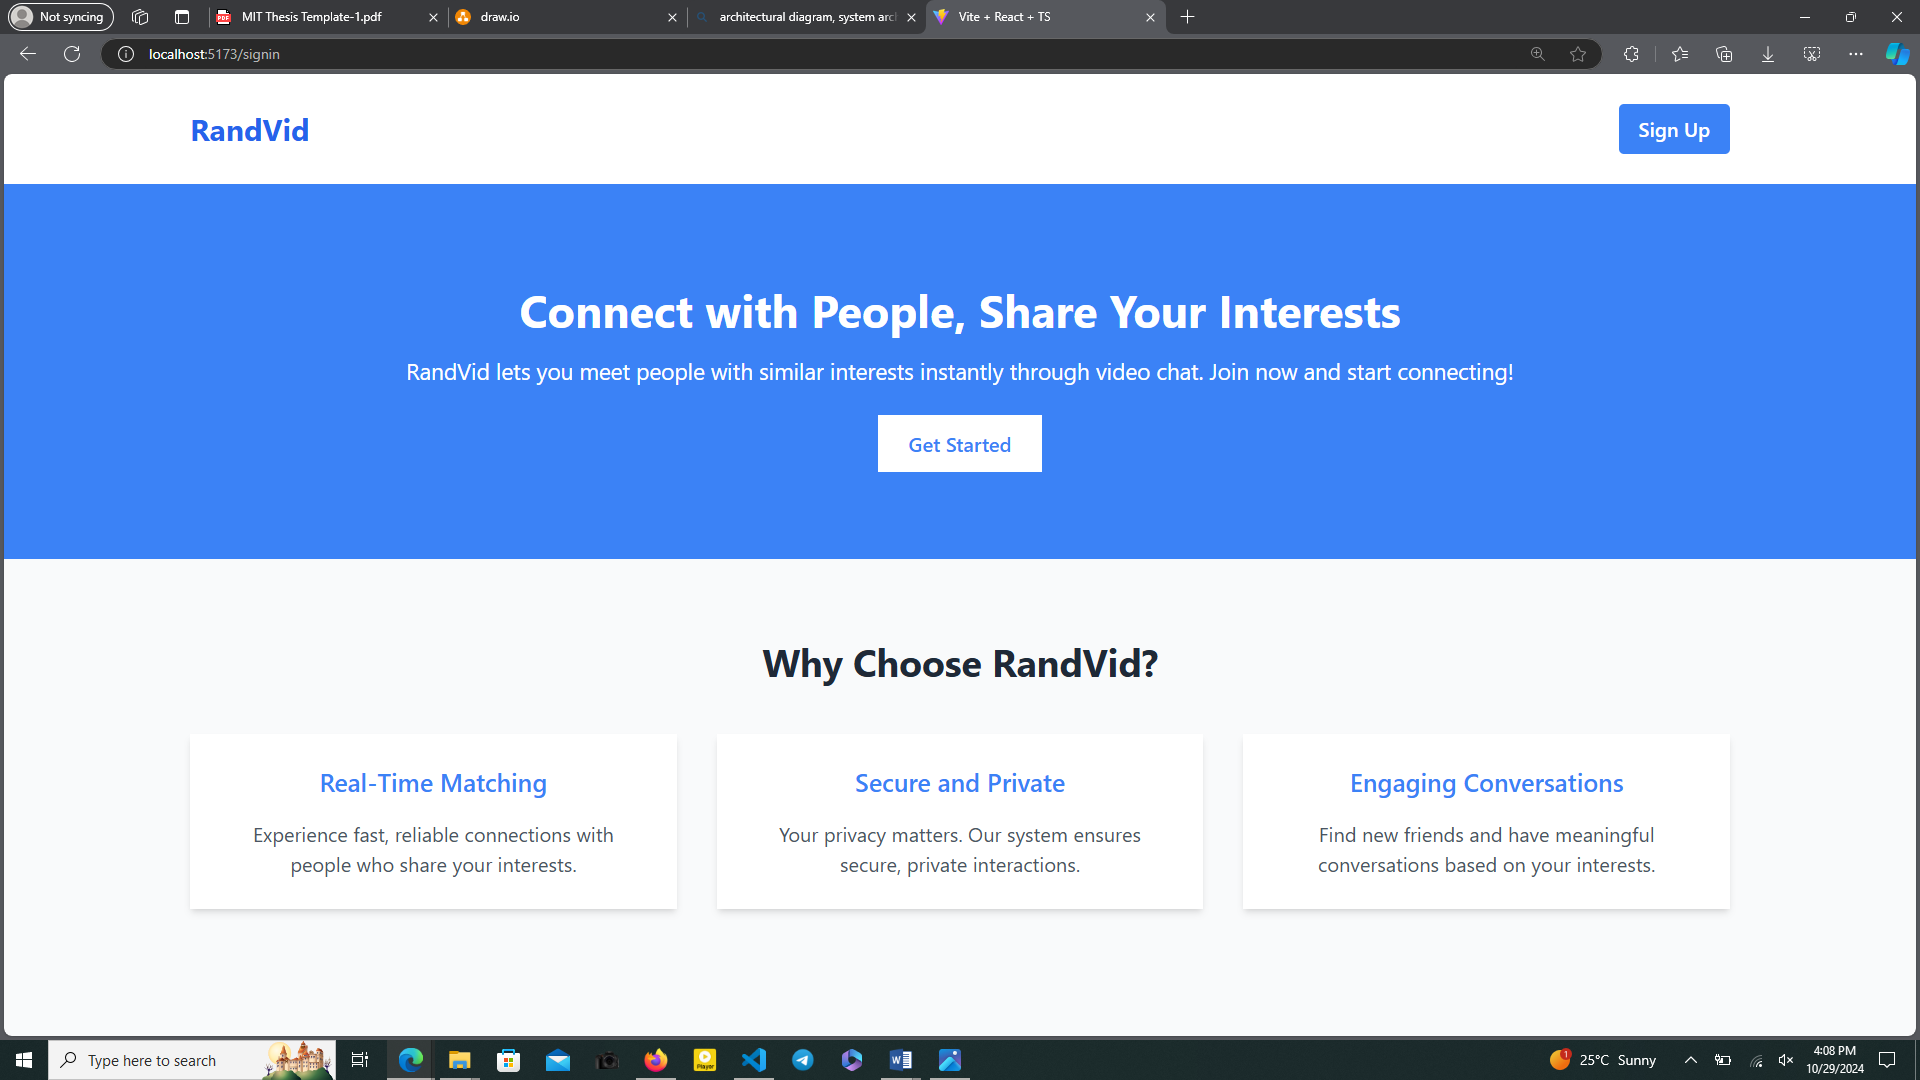 Not syncing
MIT Thesis Template-1.pdf
draw.io
architectural diagram, system arc
Vite + React + TS
localhost:5173/signin
RandVid
Sign Up
Connect with People, Share Your Interests
RandVid lets you meet people with similar interests instantly through video chat. Join now and start connecting!
Get Started
Why Choose RandVid?
Real-Time Matching
Experience fast, reliable connections with
people who share your interests.
Secure and Private
Your privacy matters. Our system ensures
secure, private interactions.
Engaging Conversations
Find new friends and have meaningful
conversations based on your interests.
Type here to search
Player
1
25°C Sunny
4:08 PM
10/29/2024